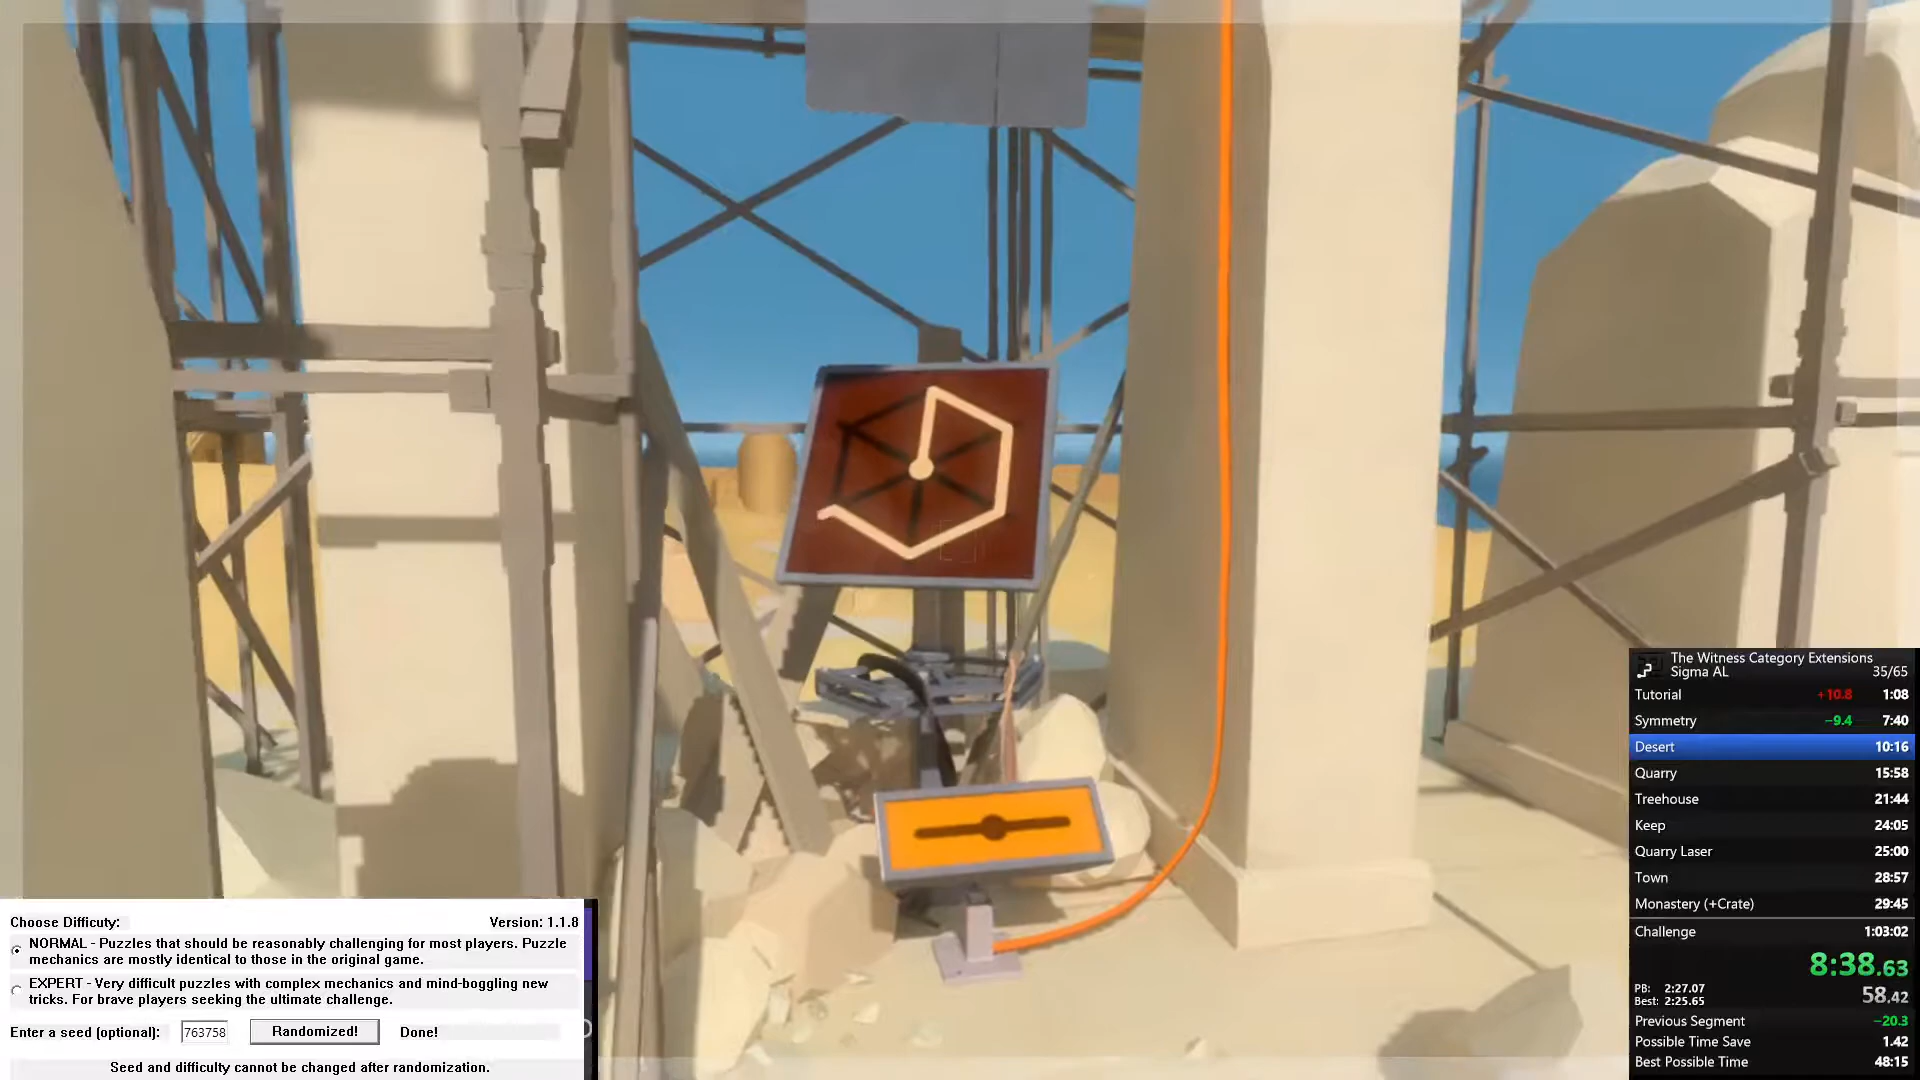 Choose Difficuty:
Version: 1.1.8
NORMAL - Puzzles that should be reasonably challenging for most players. Puzzle
mechanics are mostly identical to those in the original game.
EXPERT - Very difficult puzzles with complex mechanics and mind-boggling new
tricks. For brave players seeking the ultimate challenge.
Enter a seed (optional): 763758 Randomized! Done!
Seed and difficulty cannot be changed after randomization.
The Witness Category Extensions
Sigma AL 35/65
Tutorial +10.8 1:08
Symmetry −9.4 7:40
Desert 10:16
Quarry 15:58
Treehouse 21:44
Keep 24:05
Quarry Laser 25:00
Town 28:57
Monastery (+Crate) 29:45
Challenge 1:03:02
8:38.63
PB: 2:27.07
Best: 2:25.65
58.42
Previous Segment −20.3
Possible Time Save 1.42
Best Possible Time 48:15